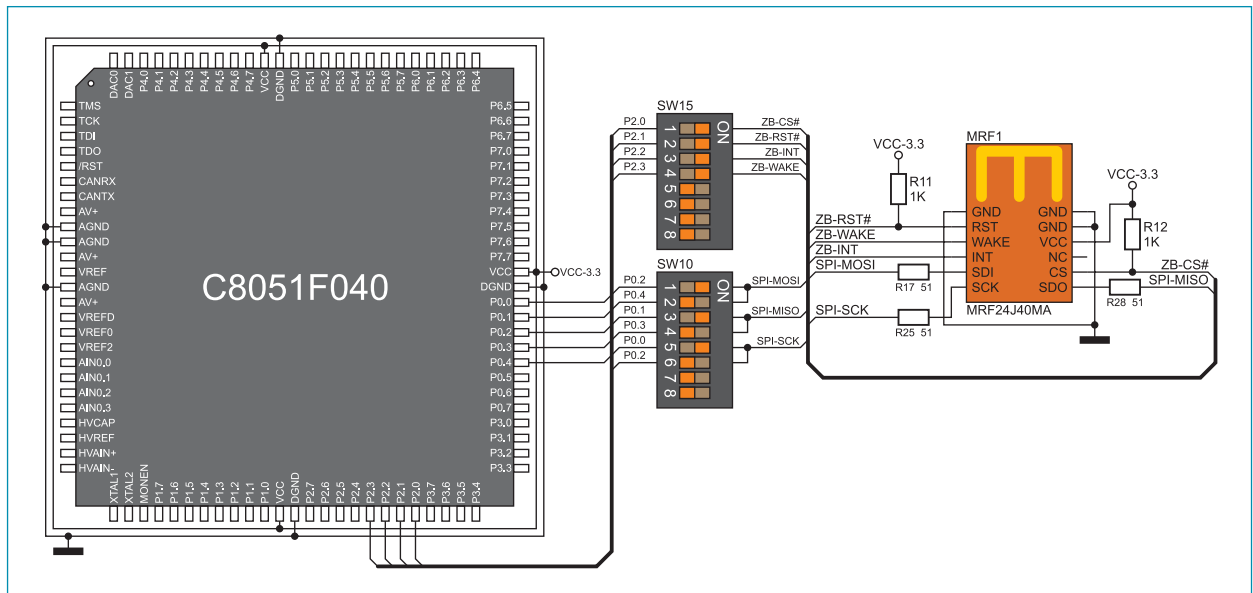 DAC0
DAC1
P4.0
P4.1
P4.2
P4.3
P4.4
P4.5
P4.6
P4.7
VCC
DGND
P5.0
P5.1
P5.2
P5.3
P5.4
P5.5
P5.6
P5.7
P6.0
P6.1
P6.2
P6.3
P6.4
TMS
TCK
TDI
TDO
/RST
CANRX
CANTX
AV+
AGND
AGND
AV+
VREF
AGND
AV+
VREFD
VREF0
VREF2
AIN0.0
AIN0.1
AIN0.2
AIN0.3
HVCAP
HVREF
HVAIN+
HVAIN-
C8051F040
P6.5
P6.6
P6.7
P7.0
P7.1
P7.2
P7.3
P7.4
P7.5
P7.6
P7.7
VCC
DGND
P0.0
P0.1
P0.2
P0.3
P0.4
P0.5
P0.6
P0.7
P3.0
P3.1
P3.2
P3.3
XTAL1
XTAL2
MONEN
P1.7
P1.6
P1.5
P1.4
P1.3
P1.2
P1.1
P1.0
VCC
DGND
P2.7
P2.6
P2.5
P2.4
P2.3
P2.2
P2.1
P2.0
P3.7
P3.6
P3.5
P3.4
VCC-3.3
SW15
P2.0
P2.1
P2.2
P2.3
1
2
3
4
5
6
7
8
ON
ZB-CS#
ZB-RST#
ZB-INT
ZB-WAKE
SW10
P0.2
P0.4
P0.1
P0.3
P0.0
P0.2
1
2
3
4
5
6
7
8
ON
SPI-MOSI
SPI-MISO
SPI-SCK
VCC-3.3
R11
1K
ZB-RST#
ZB-WAKE
ZB-INT
SPI-MOSI
R17 51
SPI-SCK
R25 51
MRF1
GND
RST
WAKE
INT
SDI
SCK
GND
GND
VCC
NC
CS
SDO
MRF24J40MA
VCC-3.3
R12
1K
ZB-CS#
SPI-MISO
R28 51